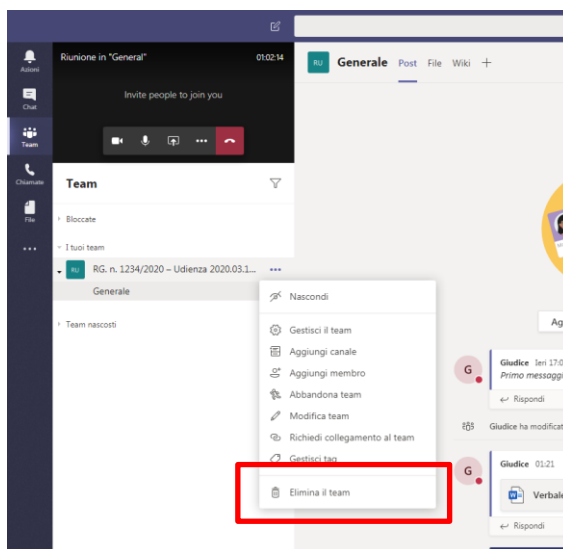 Riunione in "General"
01:02:14
Invite people to join you
Azioni
Chat
Team
Chiamate
File
Team
Bloccate
I tuoi team
RU
RG. n. 1234/2020 – Udienza 2020.03.1...
Generale
Team nascosti
Nascondi
Gestisci il team
Aggiungi canale
Aggiungi membro
Abbandona team
Modifica team
Richiedi collegamento al team
Gestisci tag
Elimina il team
RU
Generale Post File Wiki
Ag
G
Giudice Ieri 17:0
Primo messaggi
Rispondi
Giudice ha modificat
G
Giudice 01:21
Verbale
Rispondi